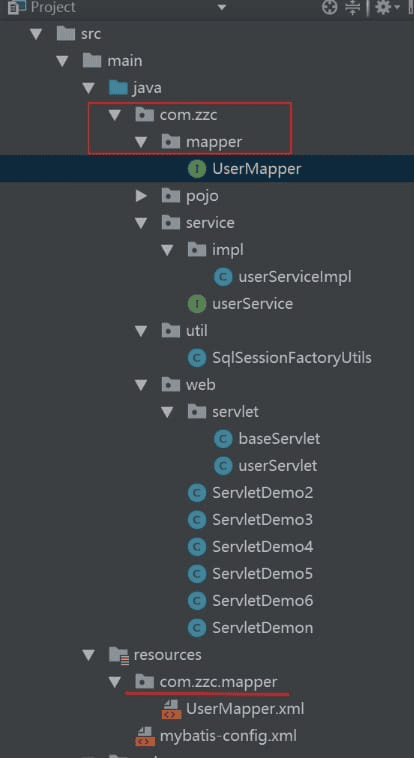 Project
src
main
java
com.zzc
mapper
UserMapper
pojo
service
impl
userServiceImpl
userService
util
SqlSessionFactoryUtils
web
servlet
baseServlet
userServlet
ServletDemo2
ServletDemo3
ServletDemo4
ServletDemo5
ServletDemo6
ServletDemon
resources
com.zzc.mapper
UserMapper.xml
mybatis-config.xml